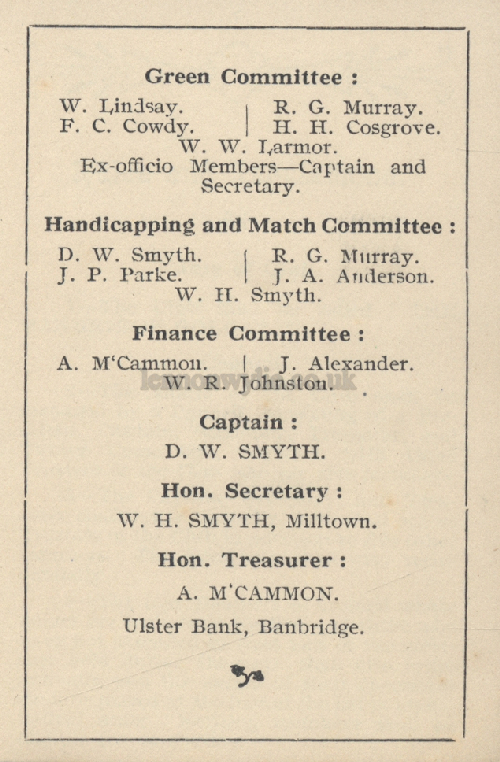 Green Committee :
W. Lindsay. | R. G. Murray.
F. C. Cowdy. | H. H. Cosgrove.
W. W. Larmor.
Ex-officio Members—Captain and
Secretary.
Handicapping and Match Committee :
D. W. Smyth. | R. G. Murray.
J. P. Parke. | J. A. Anderson.
W. H. Smyth.
Finance Committee :
A. M‘Cammon. | J. Alexander.
W. R. Johnston.
Captain :
D. W. SMYTH.
Hon. Secretary :
W. H. SMYTH, Milltown.
Hon. Treasurer :
A. M‘CAMMON.
Ulster Bank, Banbridge.